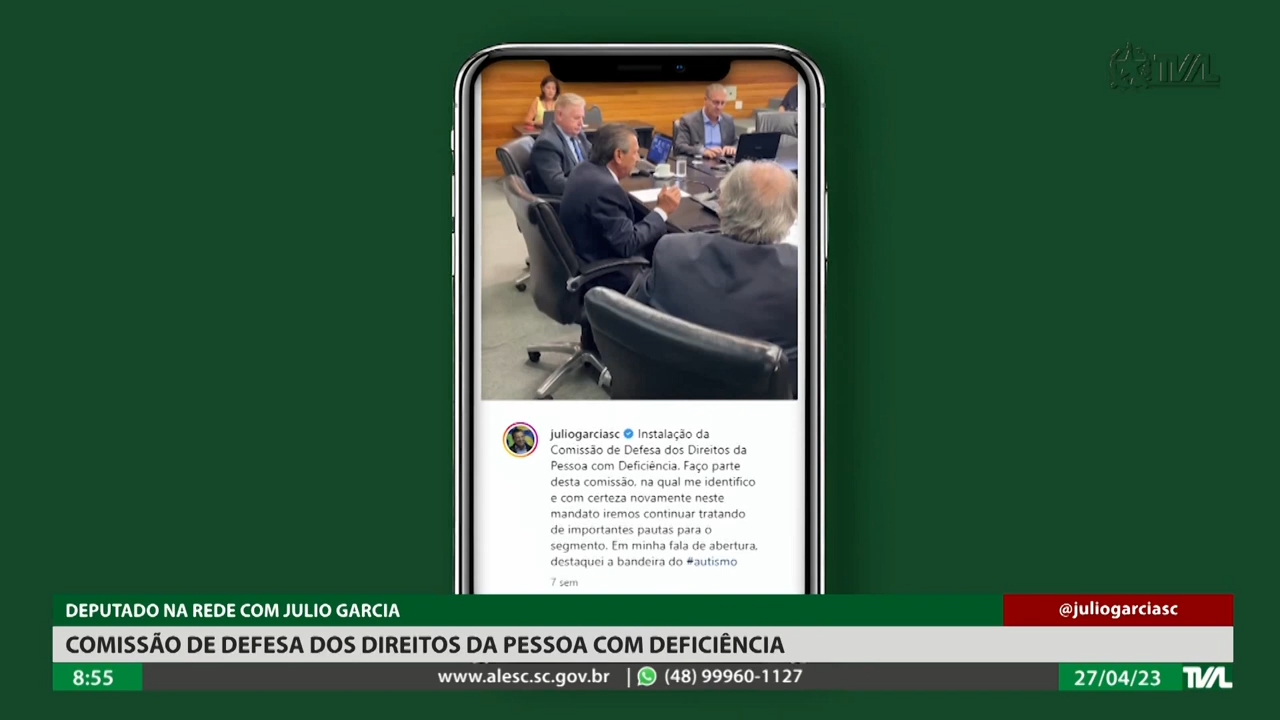 TVAL
juliogarciasc Instalação da
Comissão de Defesa dos Direitos da
Pessoa com Deficiência. Faço parte
desta comissão, na qual me identifico
e com certeza novamente neste
mandato iremos continuar tratando
de importantes pautas para o
segmento. Em minha fala de abertura,
destaquei a bandeira do #autismo
7 sem
DEPUTADO NA REDE COM JULIO GARCIA
@juliogarciasc
COMISSÃO DE DEFESA DOS DIREITOS DA PESSOA COM DEFICIÊNCIA
8:55
www.alesc.sc.gov.br | (48) 99960-1127
27/04/23 TVAL